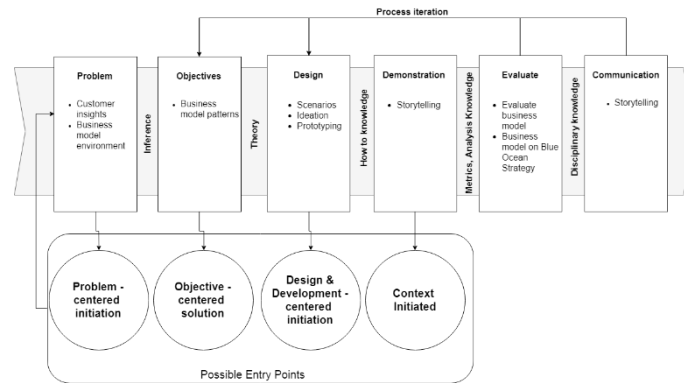 Process iteration
Problem
Customer
insights
Business
model
environment
Inference
Objectives
Business
model patterns
Theory
Design
Scenarios
Ideation
Prototyping
How to knowledge
Demonstration
Storytelling
Metrics, Analysis Knowledge
Evaluate
Evaluate
business
model
Business
model on Blue
Ocean
Strategy
Disciplinary knowledge
Communication
Storytelling
Problem -
centered
initiation
Objective -
centered
solution
Design &
Development -
centered
initiation
Context
Initiated
Possible Entry Points